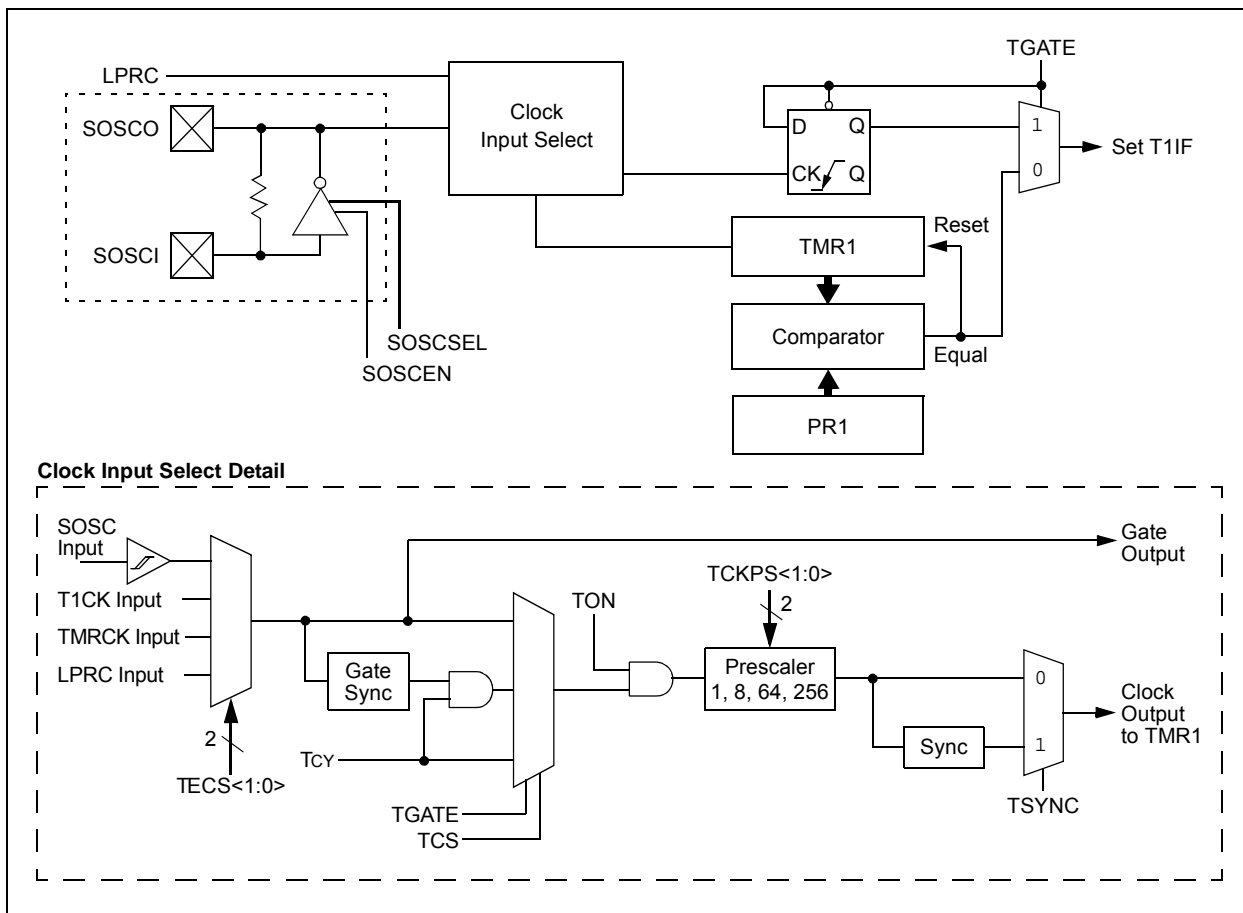 TGATE
LPRC
SOSCO
Clock
Input Select
D
Q
CK
Q
1
0
Set T1IF
SOSCI
TMR1
Reset
Comparator
Equal
SOSCSEL
SOSCEN
PR1
Clock Input Select Detail
SOSC
Input
T1CK Input
TMRCK Input
LPRC Input
2
TECS<1:0>
Gate
Sync
TCY
TGATE
TCS
TON
TCKPS<1:0>
2
Prescaler
1, 8, 64, 256
Sync
0
1
TSYNC
Gate
Output
Clock
Output
to TMR1